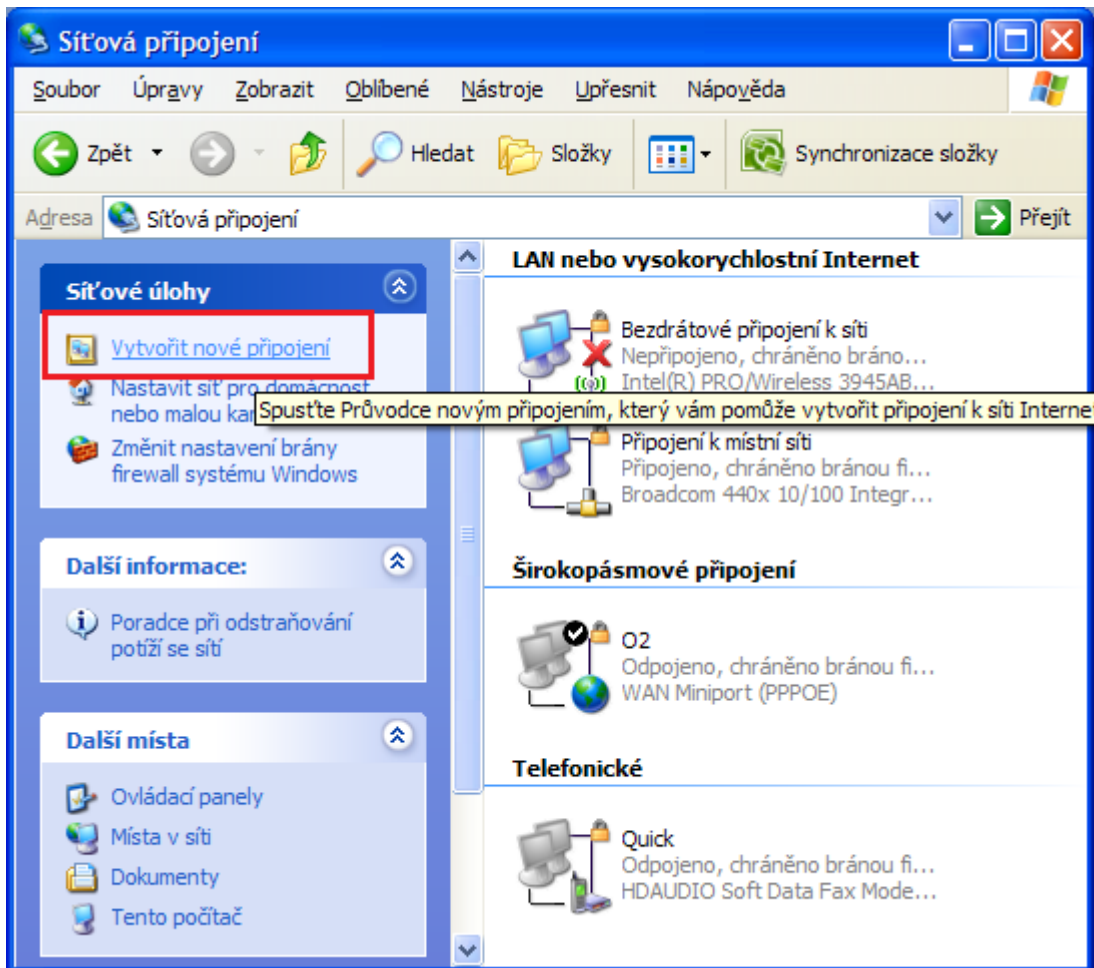 Síťová připojení
Soubor Úpravy Zobrazit Oblíbené Nástroje Upřesnit Nápověda
Zpět Hledat Složky Synchronizace složky
Adresa Síťová připojení Přejít
Síťové úlohy
Vytvořit nové připojení
Nastavit síť pro domácnost
nebo malou kan
Změnit nastavení brány
firewall systému Windows
Spusťte Průvodce novým připojením, který vám pomůže vytvořit připojení k síti Interne
Další informace:
Poradce při odstraňování
potíží se sítí
Další místa
Ovládací panely
Místa v síti
Dokumenty
Tento počítač
LAN nebo vysokorychlostní Internet
Bezdrátové připojení k síti
Nepřipojeno, chráněno bráno...
Intel(R) PRO/Wireless 3945AB...
Připojení k místní síti
Připojeno, chráněno bránou fi...
Broadcom 440x 10/100 Integr...
Širokopásmové připojení
O2
Odpojeno, chráněno bránou fi...
WAN Miniport (PPPOE)
Telefonické
Quick
Odpojeno, chráněno bránou fi...
HDAUDIO Soft Data Fax Mode...